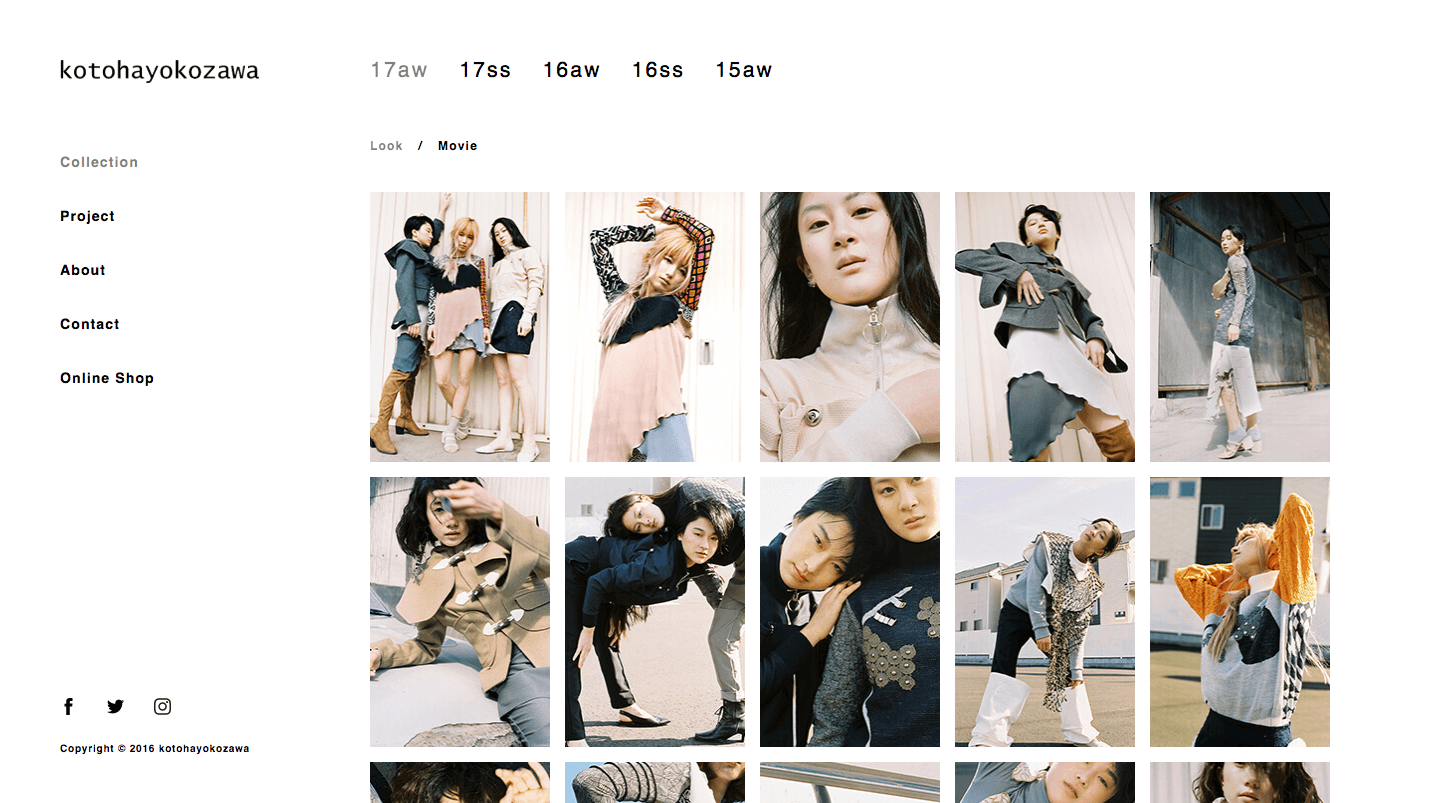 kotohayokozawa
17aw 17ss 16aw 16ss 15aw
Look / Movie
Collection
Project
About
Contact
Online Shop
Copyright © 2016 kotohayokozawa